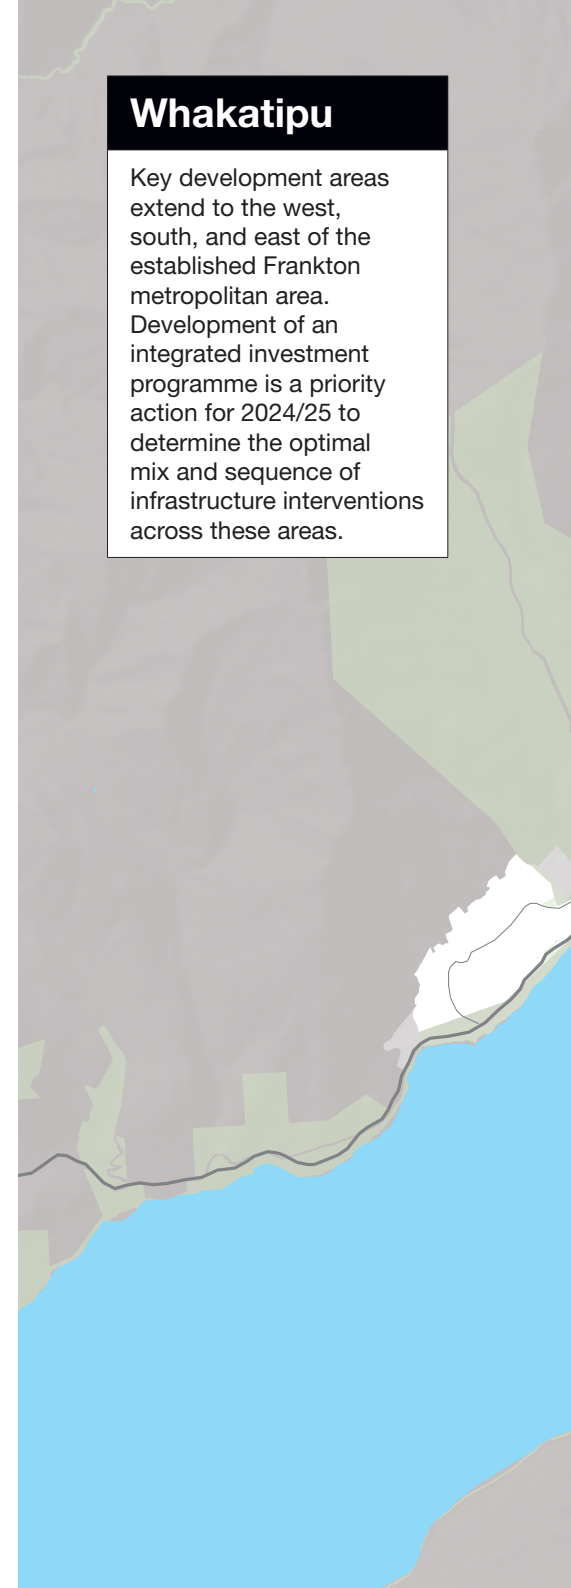 Whakatipu
Key development areas
extend to the west,
south, and east of the
established Frankton
metropolitan area.
Development of an
integrated investment
programme is a priority
action for 2024/25 to
determine the optimal
mix and sequence of
infrastructure interventions
across these areas.